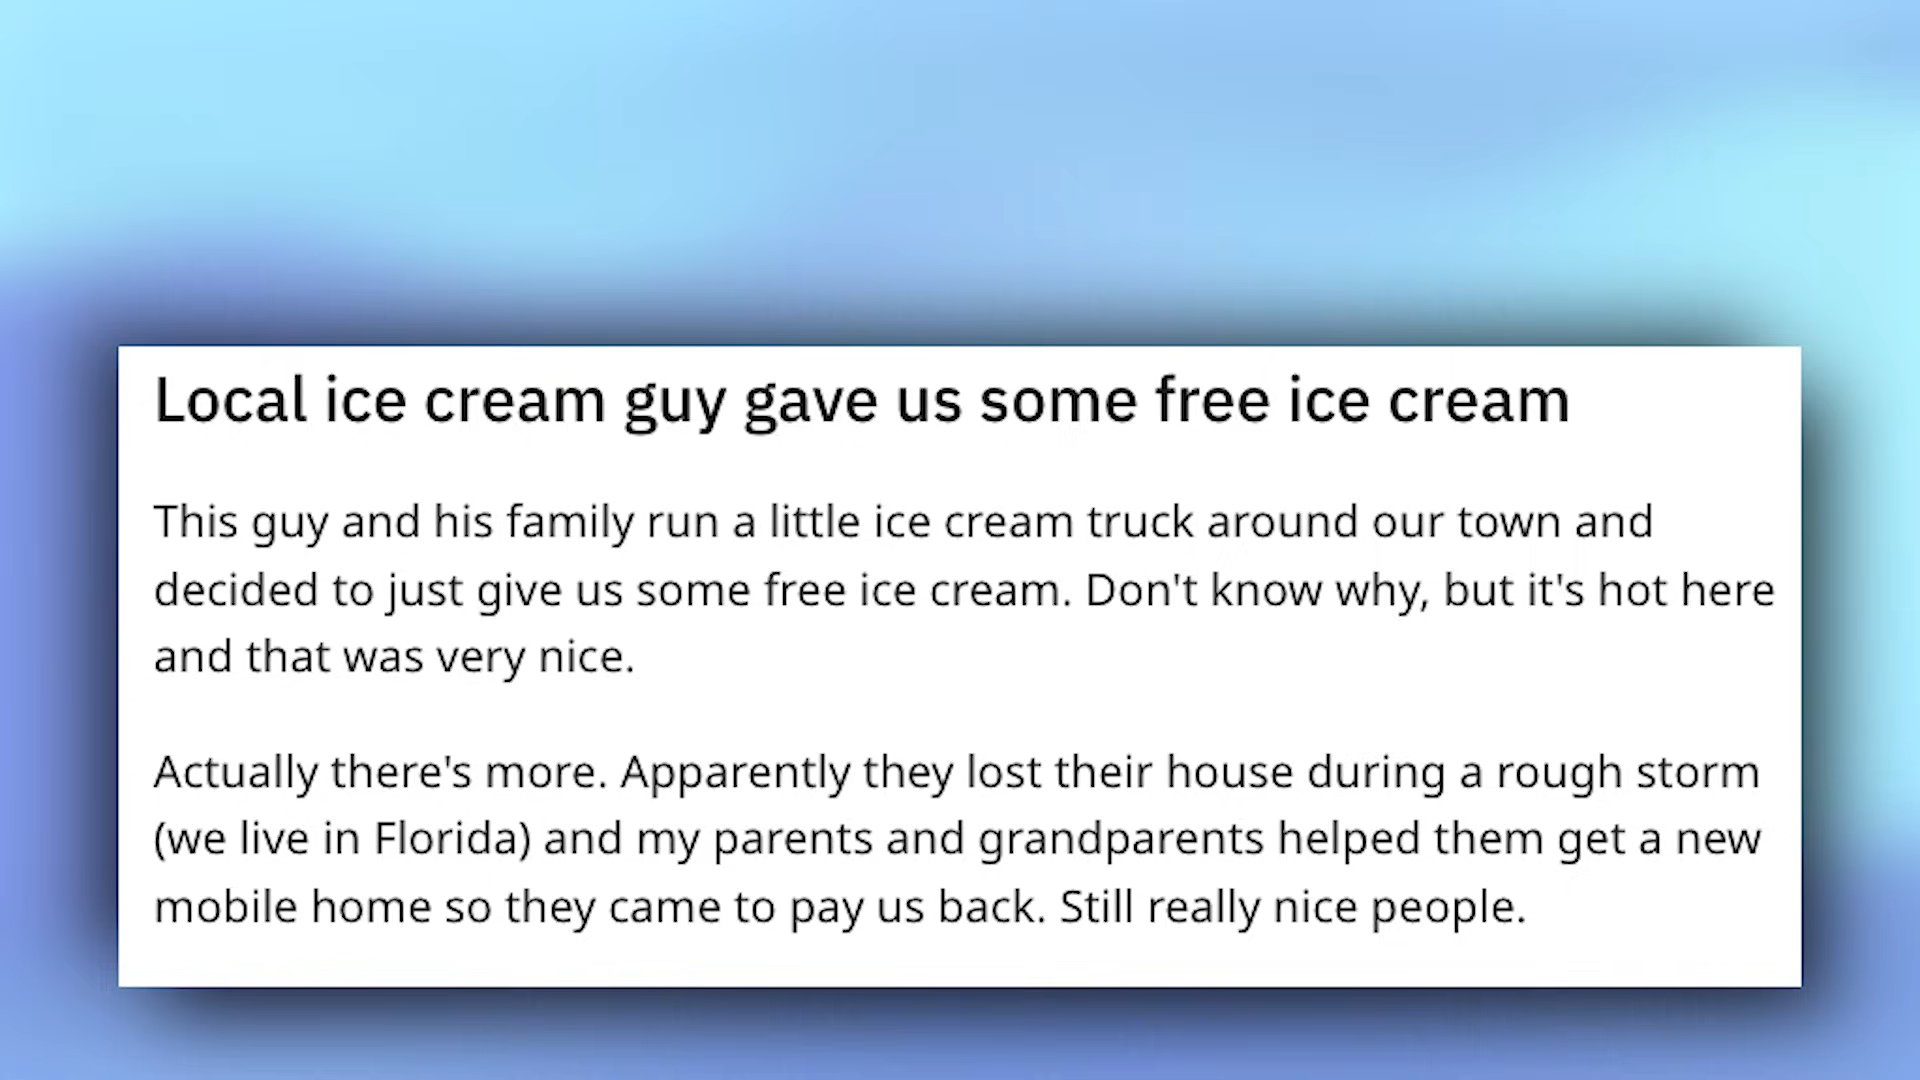 Local ice cream guy gave us some free ice cream
This guy and his family run a little ice cream truck around our town and
decided to just give us some free ice cream. Don't know why, but it's hot here
and that was very nice.
Actually there's more. Apparently they lost their house during a rough storm
(we live in Florida) and my parents and grandparents helped them get a new
mobile home so they came to pay us back. Still really nice people.